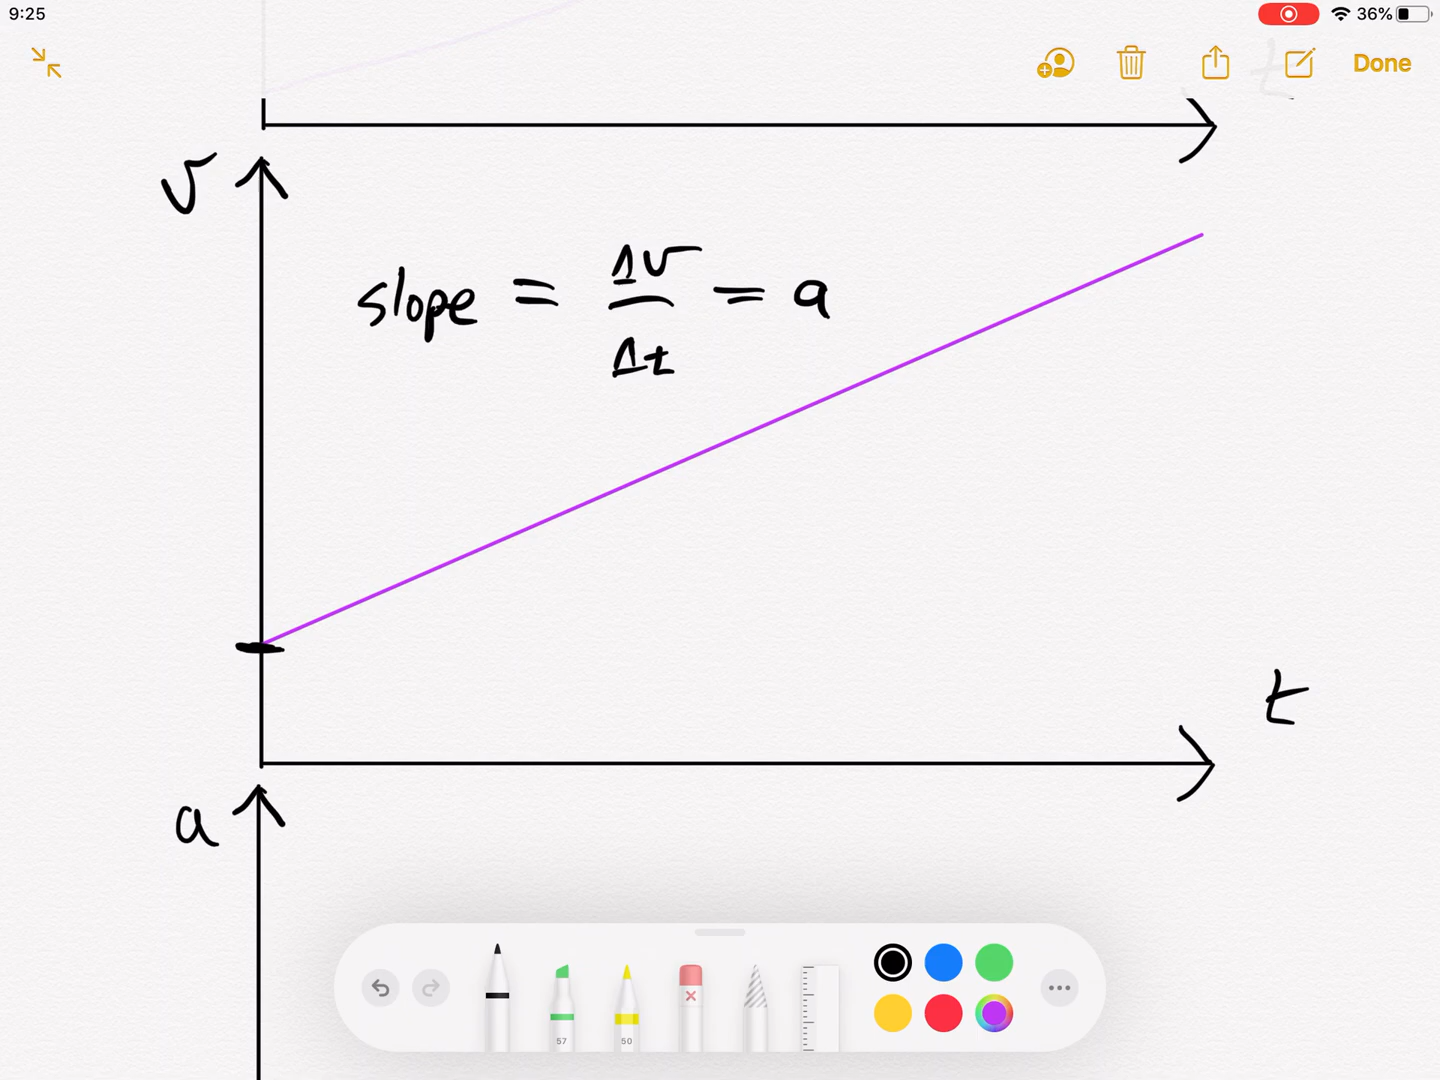 9:25
36%
Done
t
v
slope = Δv/Δt = a
t
a
57
50